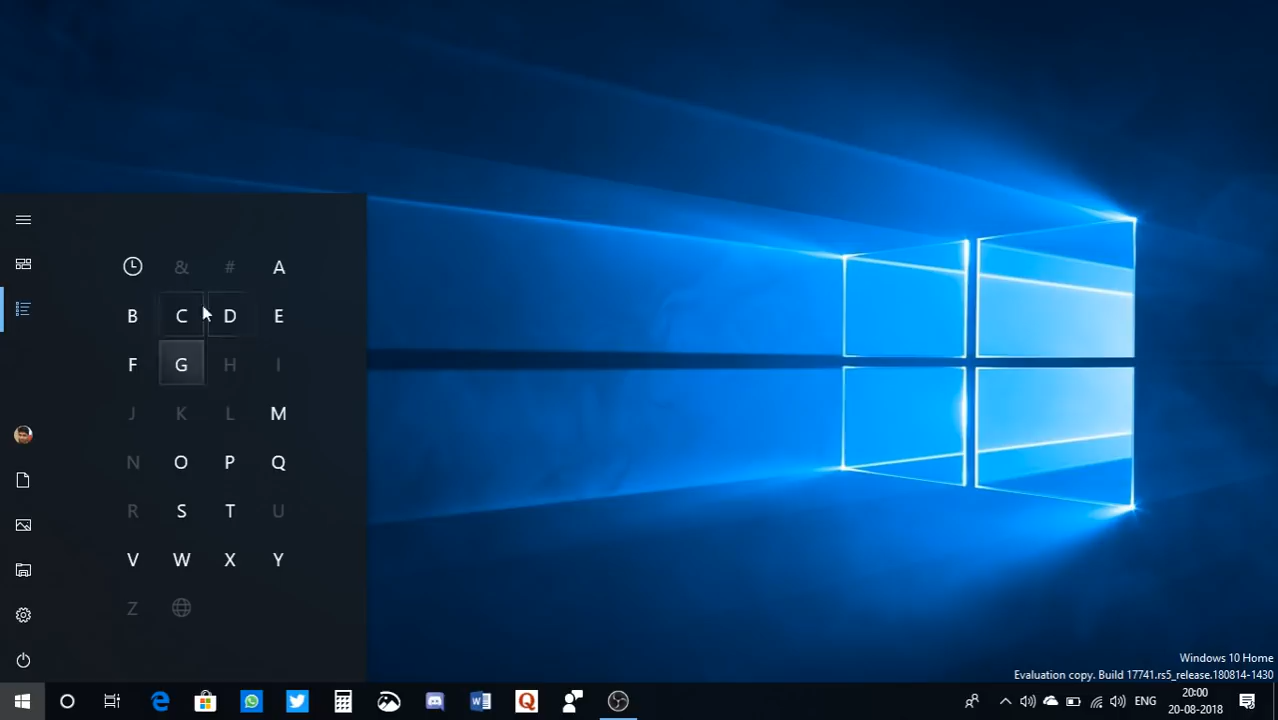 & # A
B C D E
F G H I
J K L M
N O P Q
R S T U
V W X Y
Z
Windows 10 Home
Evaluation copy. Build 17741.rs5_release.180814-1430
ENG
20:00
20-08-2018